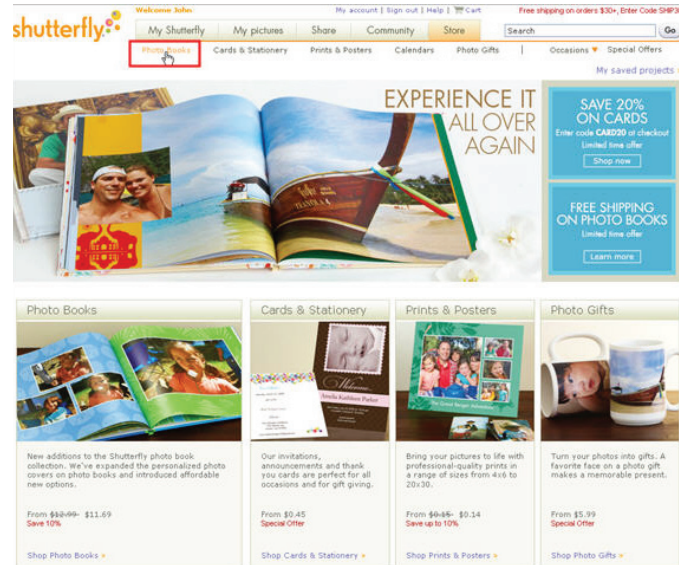 shutterfly.
Welcome John
My account | Sign out | Help | Cart
Free shipping on orders $30+, Enter Code SHIP3
My Shutterfly
My pictures
Share
Community
Store
Search
Go
Photo Books
Cards & Stationery
Prints & Posters
Calendars
Photo Gifts
|
Occasions
Special Offers
My saved projects
EXPERIENCE IT
ALL OVER
AGAIN
SAVE 20%
ON CARDS
Enter code CARD20 at checkout
Limited time offer
Shop now
FREE SHIPPING
ON PHOTO BOOKS
Limited time offer
Learn more
Photo Books
New additions to the Shutterfly photo book
collection. We've expanded the personalized photo
covers on photo books and introduced affordable
new options.
From $12.99 $11.69
Save 10%
Shop Photo Books »
Cards & Stationery
Welcome
Amelia Kathleen Parker
Our invitations,
announcements and thank
you cards are perfect for all
occasions and for gift giving.
From $0.45
Special Offer
Shop Cards & Stationery »
Prints & Posters
Bring your pictures to life with
professional-quality prints in
a range of sizes from 4x6 to
20x30.
From $0.15 $0.14
Save up to 10%
Shop Prints & Posters »
Photo Gifts
Turn your photos into gifts. A
favorite face on a photo gift
makes a memorable present.
From $5.99
Special Offer
Shop Photo Gifts »